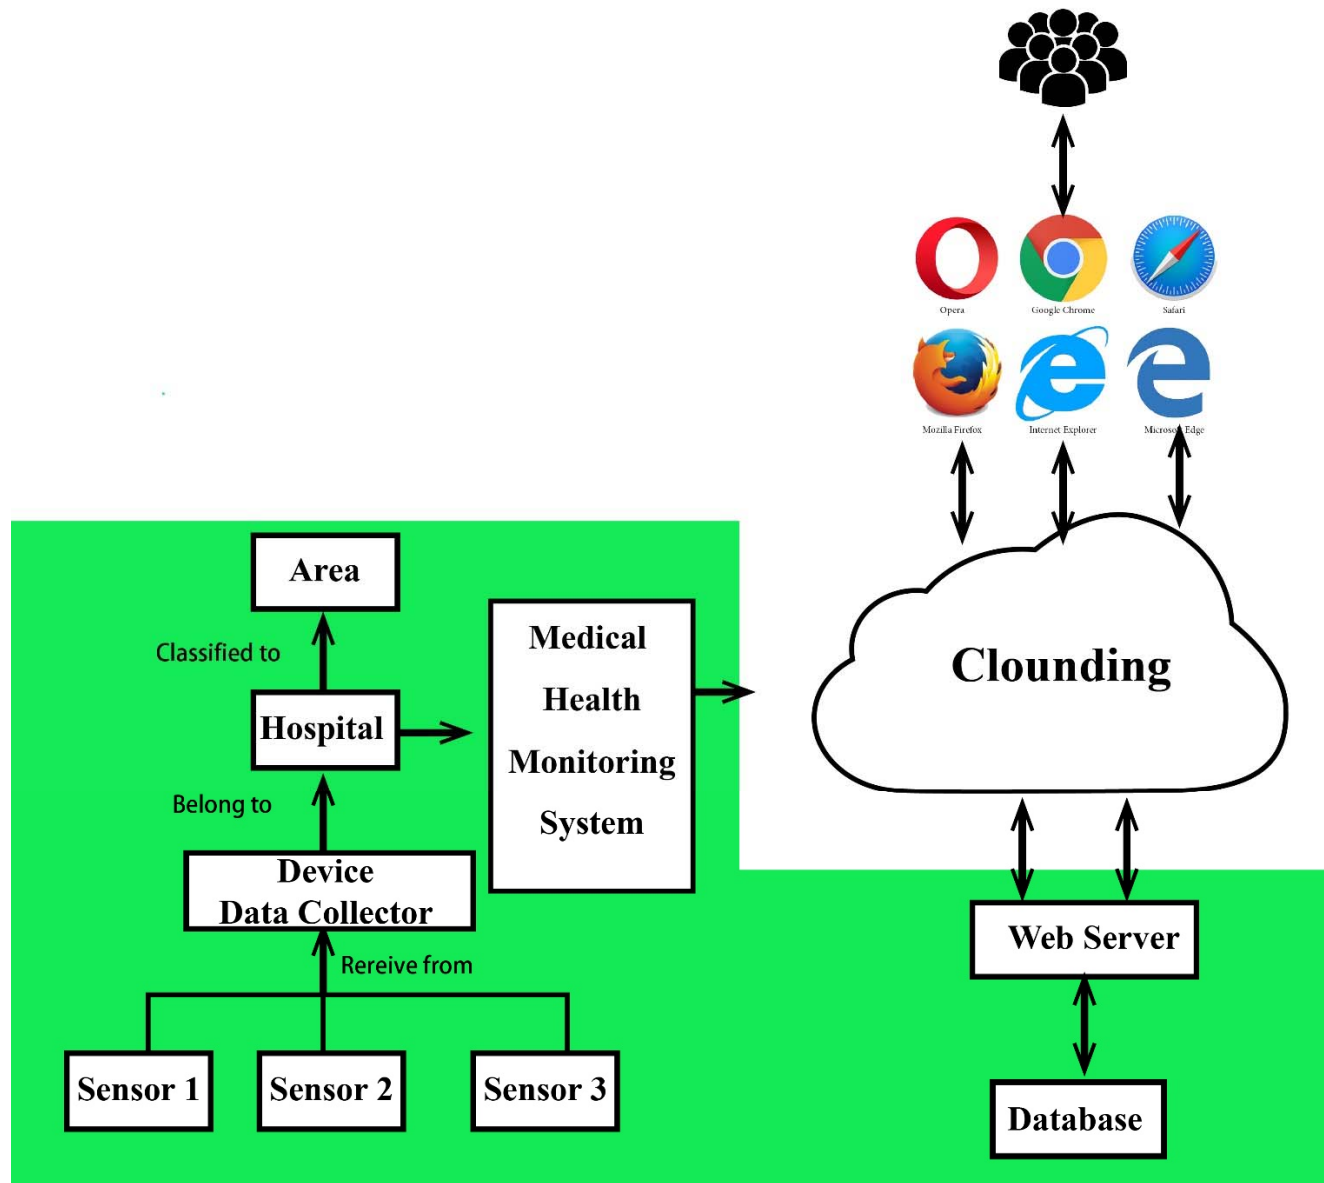 Opera
Google Chrome
Safari
Mozilla Firefox
Internet Explorer
Microsoft Edge
Area
Classified to
Hospital
Belong to
Device
Data Collector
Rereive from
Sensor 1
Sensor 2
Sensor 3
Medical
Health
Monitoring
System
Clounding
Web Server
Database